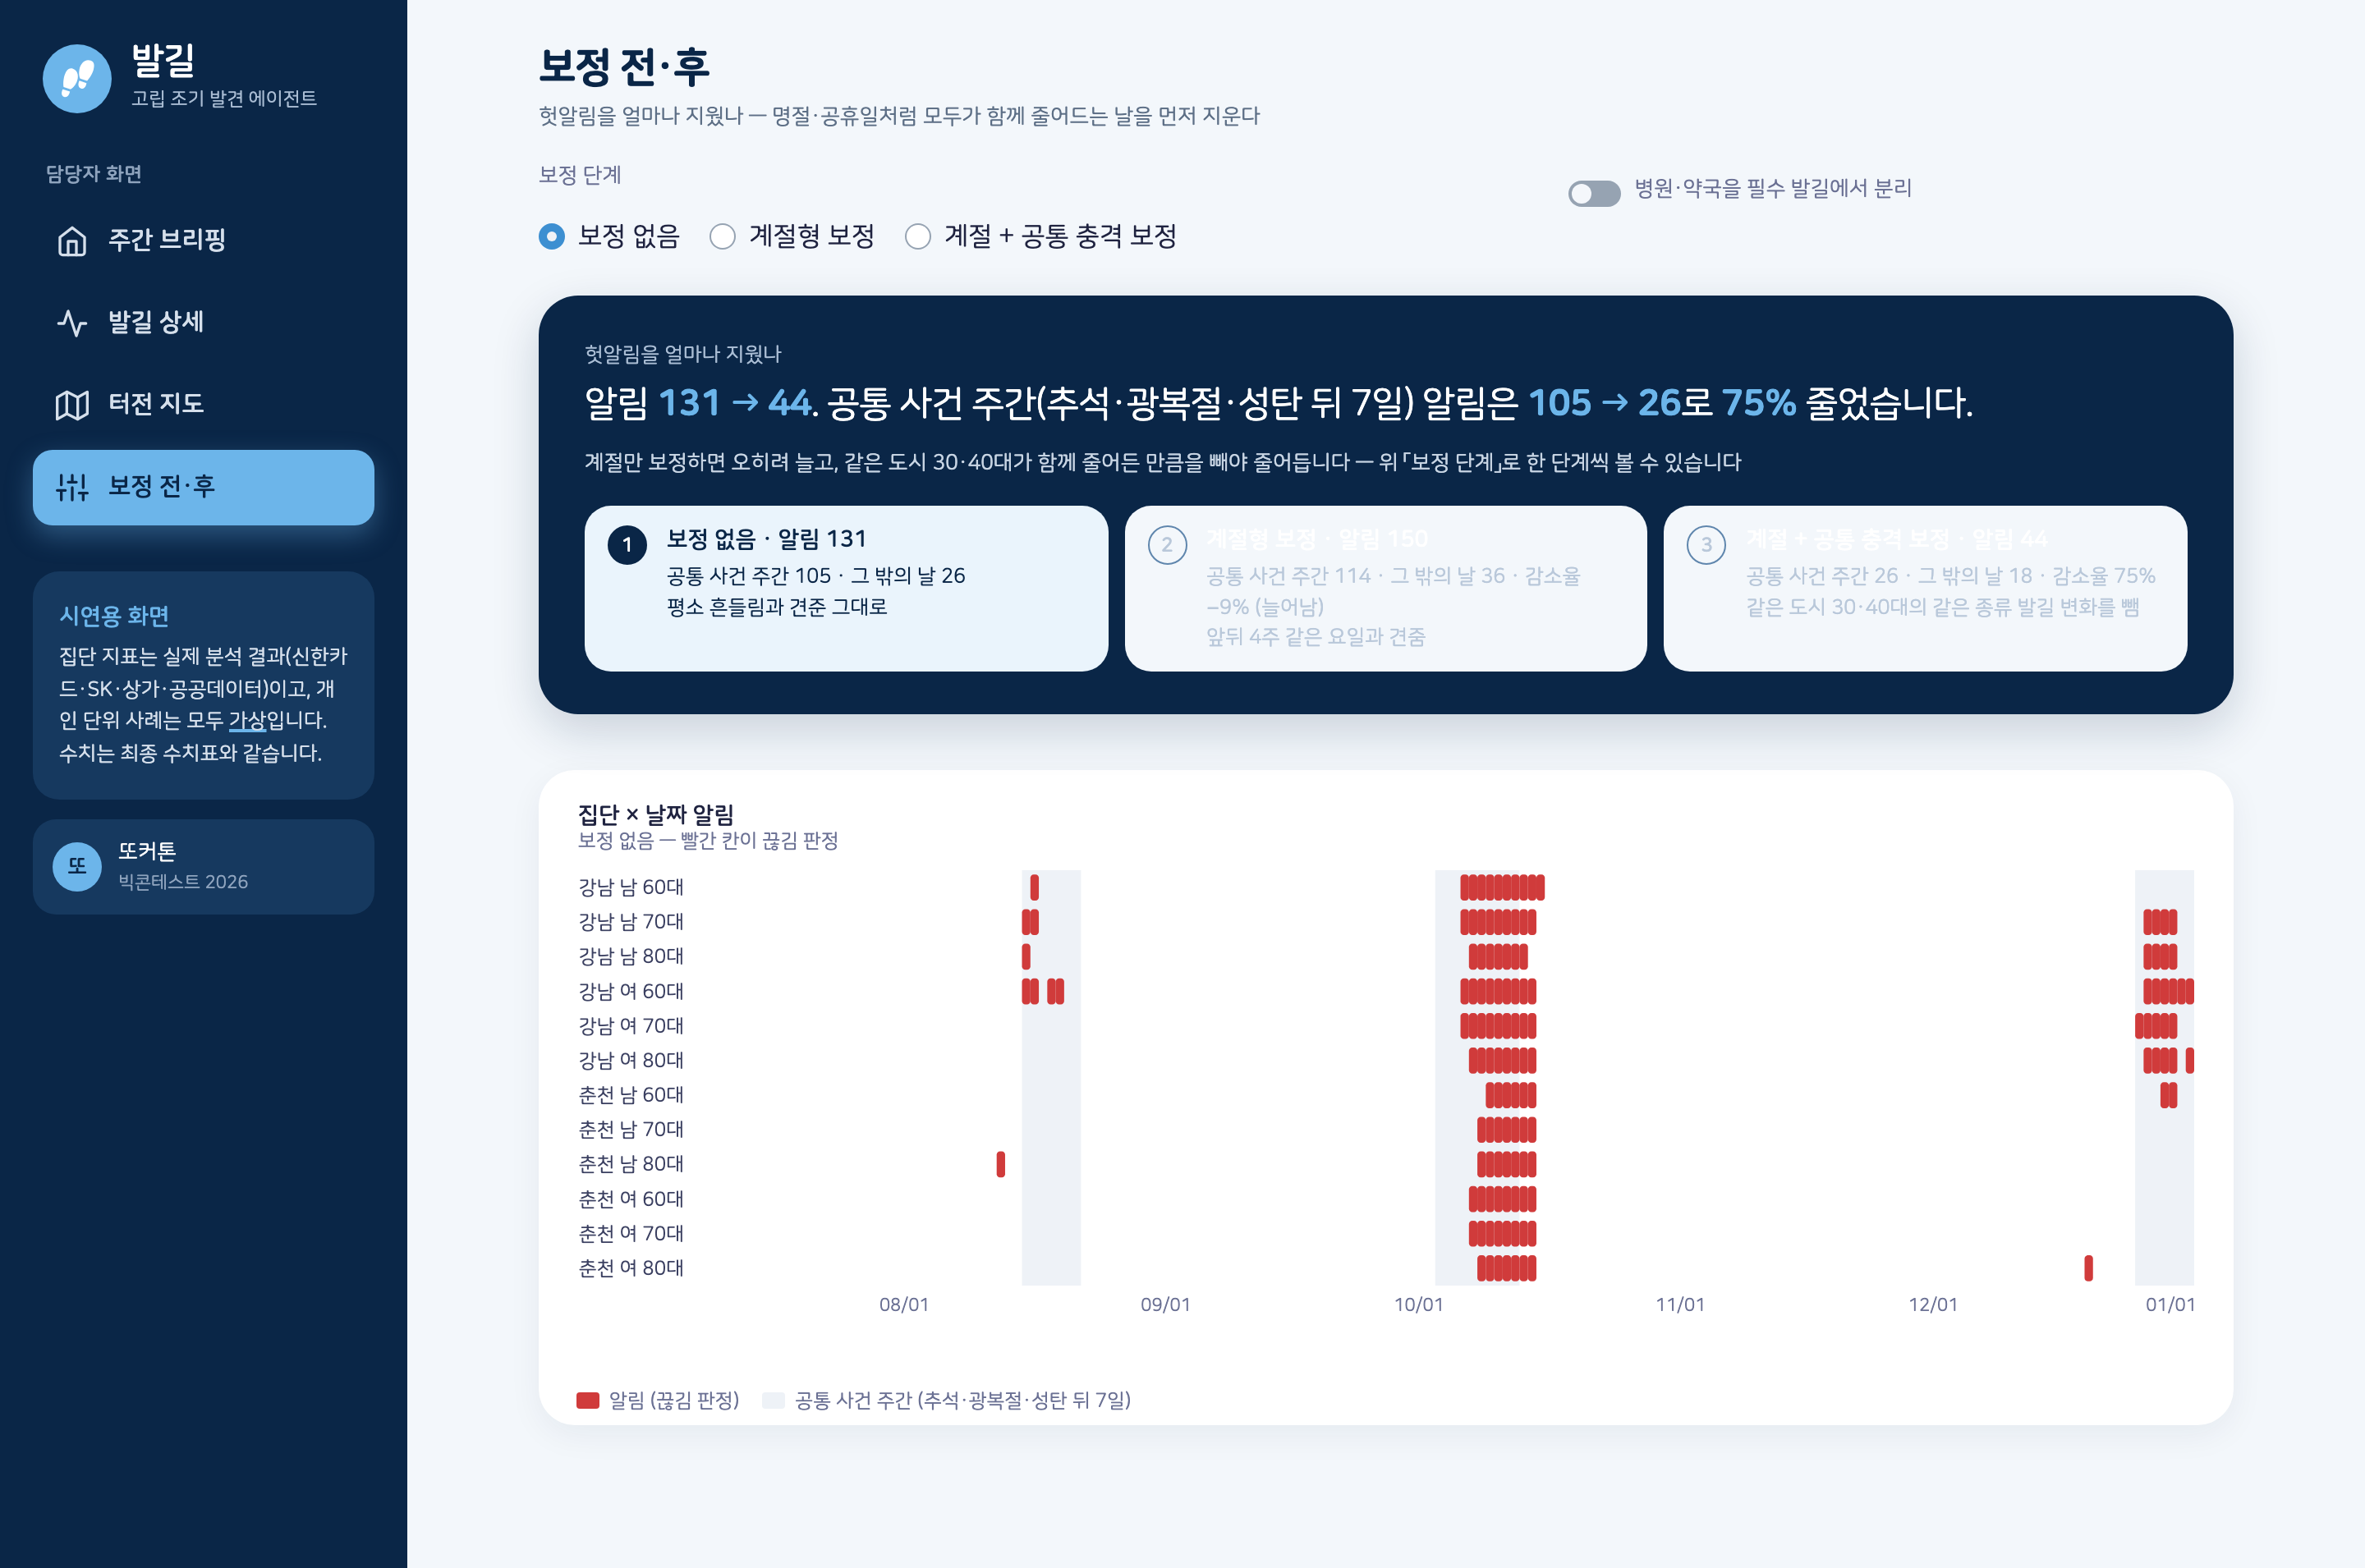 발길
고립 조기 발견 에이전트
담당자 화면
주간 브리핑
발길 상세
터전 지도
보정 전·후
시연용 화면
집단 지표는 실제 분석 결과(신한카
드·SK·상가·공공데이터)이고, 개
인 단위 사례는 모두 가상입니다.
수치는 최종 수치표와 같습니다.
또
또커톤
빅콘테스트 2026
보정 전·후
헛알림을 얼마나 지웠나 — 명절·공휴일처럼 모두가 함께 줄어드는 날을 먼저 지운다
보정 단계
병원·약국을 필수 발길에서 분리
보정 없음
계절형 보정
계절 + 공통 충격 보정
헛알림을 얼마나 지웠나
알림 131 → 44. 공통 사건 주간(추석·광복절·성탄 뒤 7일) 알림은 105 → 26로 75% 줄었습니다.
계절만 보정하면 오히려 늘고, 같은 도시 30·40대가 함께 줄어든 만큼을 빼야 줄어듭니다 — 위 「보정 단계」로 한 단계씩 볼 수 있습니다
1
보정 없음 · 알림 131
공통 사건 주간 105 · 그 밖의 날 26
평소 흔들림과 견준 그대로
2
계절형 보정 · 알림 150
공통 사건 주간 114 · 그 밖의 날 36 · 감소율
−9% (늘어남)
앞뒤 4주 같은 요일과 견줌
3
계절 + 공통 충격 보정 · 알림 44
공통 사건 주간 26 · 그 밖의 날 18 · 감소율 75%
같은 도시 30·40대의 같은 종류 발길 변화를 뺌
집단 × 날짜 알림
보정 없음 — 빨간 칸이 끊김 판정
강남 남 60대
강남 남 70대
강남 남 80대
강남 여 60대
강남 여 70대
강남 여 80대
춘천 남 60대
춘천 남 70대
춘천 남 80대
춘천 여 60대
춘천 여 70대
춘천 여 80대
08/01
09/01
10/01
11/01
12/01
01/01
알림 (끊김 판정)
공통 사건 주간 (추석·광복절·성탄 뒤 7일)